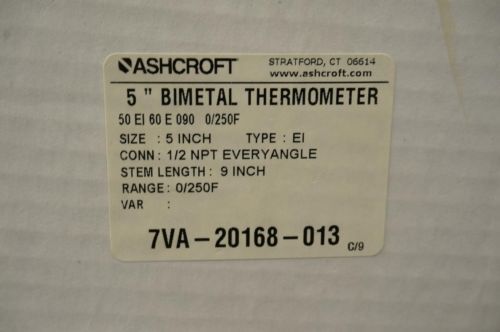 ASHCROFT
STRATFORD, CT 06614
www.ashcroft.com
5 " BIMETAL THERMOMETER
50 EI 60 E 090 0/250F
SIZE : 5 INCH TYPE : EI
CONN : 1/2 NPT EVERYANGLE
STEM LENGTH : 9 INCH
RANGE : 0/250F
VAR :
7VA-20168-013
C/9